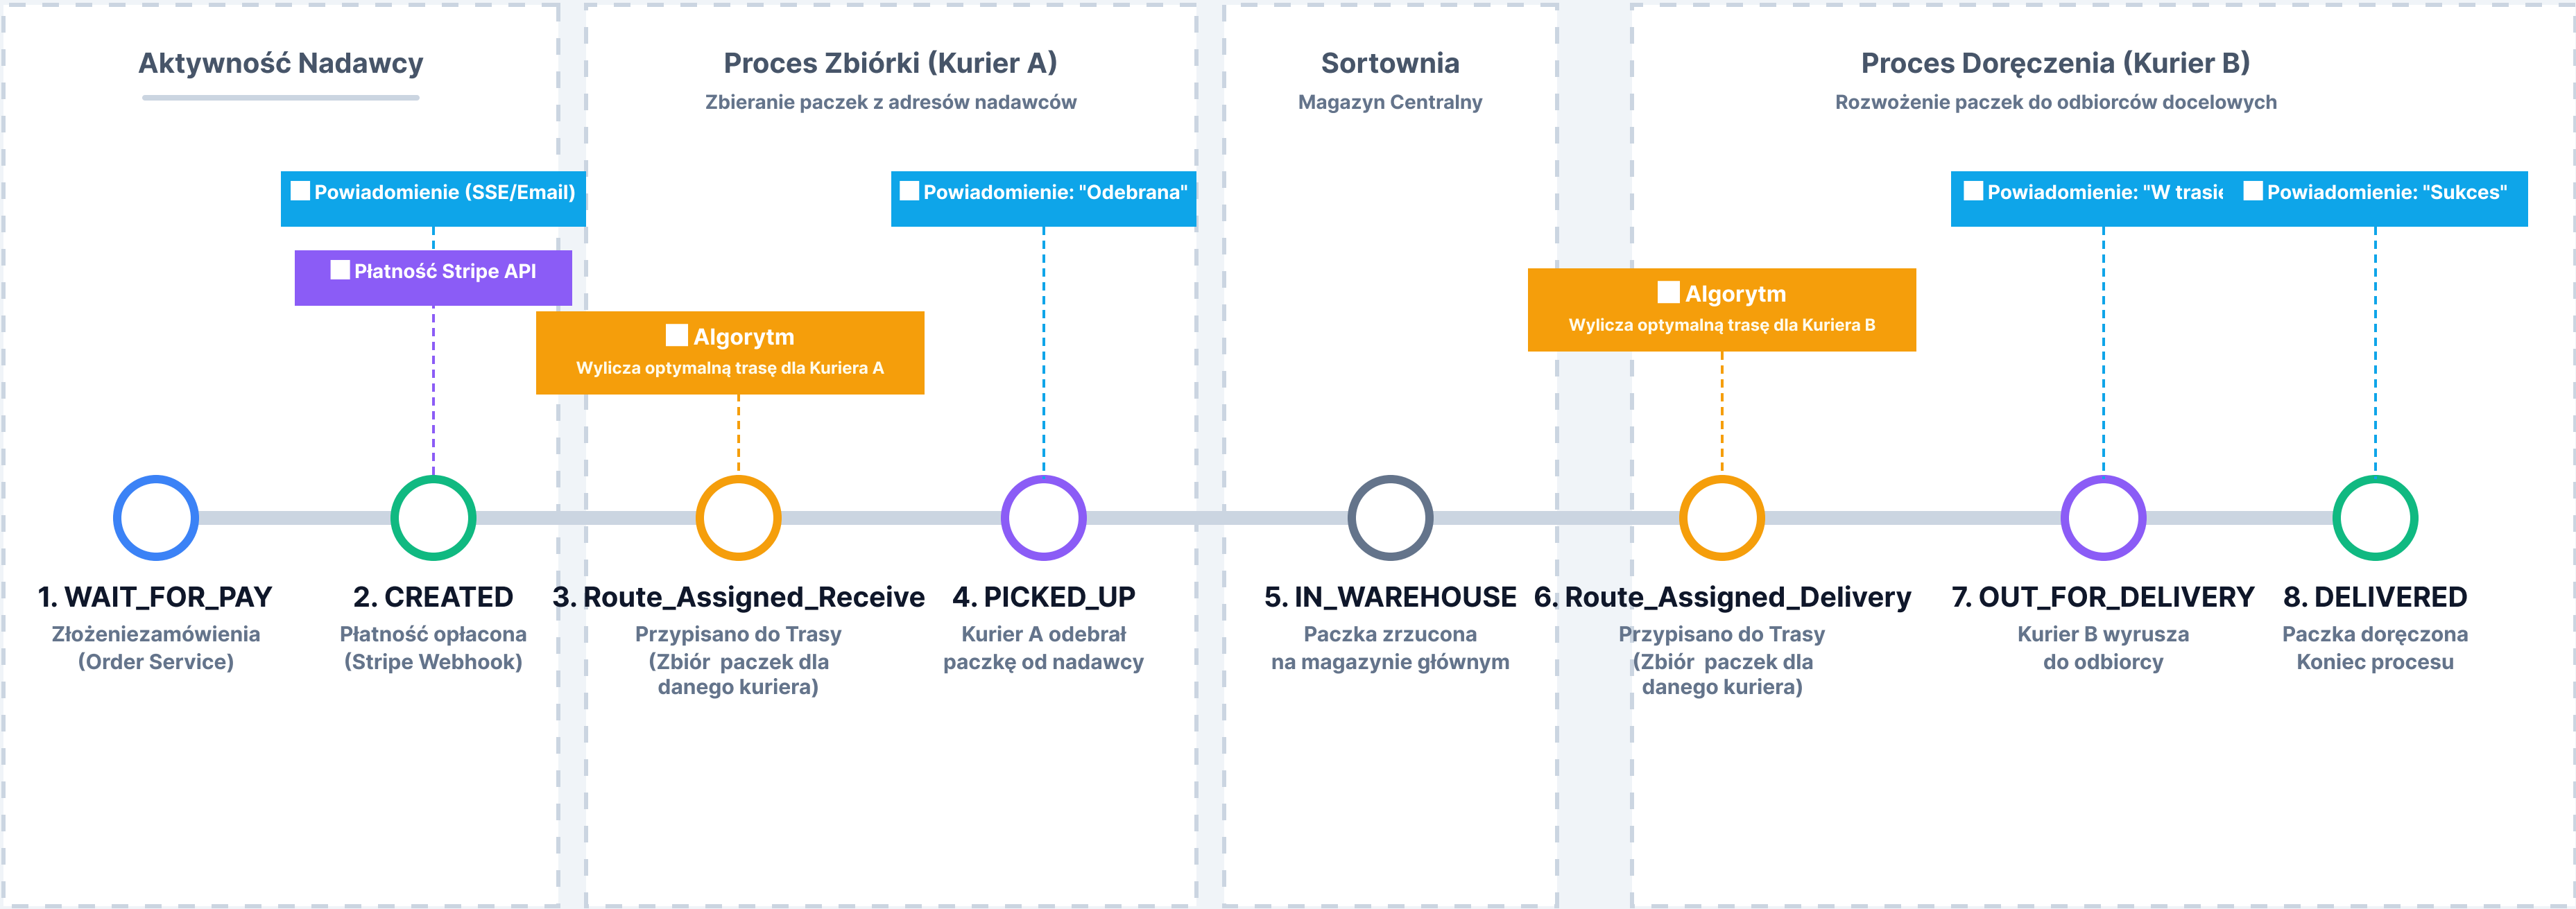 Aktywność Nadawcy
Proces Zbiórki (Kurier A)
Zbieranie paczek z adresów nadawców
Sortownia
Magazyn Centralny
Proces Doręczenia (Kurier B)
Rozwożenie paczek do odbiorców docelowych
Powiadomienie (SSE/Email)
Powiadomienie: "Odebrana"
Powiadomienie: "W trasie
Powiadomienie: "Sukces"
Płatność Stripe API
Algorytm
Wylicza optymalną trasę dla Kuriera A
Algorytm
Wylicza optymalną trasę dla Kuriera B
1. WAIT_FOR_PAY
Złożeniezamówienia
(Order Service)
2. CREATED
Płatność opłacona
(Stripe Webhook)
3. Route_Assigned_Receive
Przypisano do Trasy
(Zbiór  paczek dla
danego kuriera)
4. PICKED_UP
Kurier A odebrał
paczkę od nadawcy
5. IN_WAREHOUSE
Paczka zrzucona
na magazynie głównym
6. Route_Assigned_Delivery
Przypisano do Trasy
(Zbiór  paczek dla
danego kuriera)
7. OUT_FOR_DELIVERY
Kurier B wyrusza
do odbiorcy
8. DELIVERED
Paczka doręczona
Koniec procesu